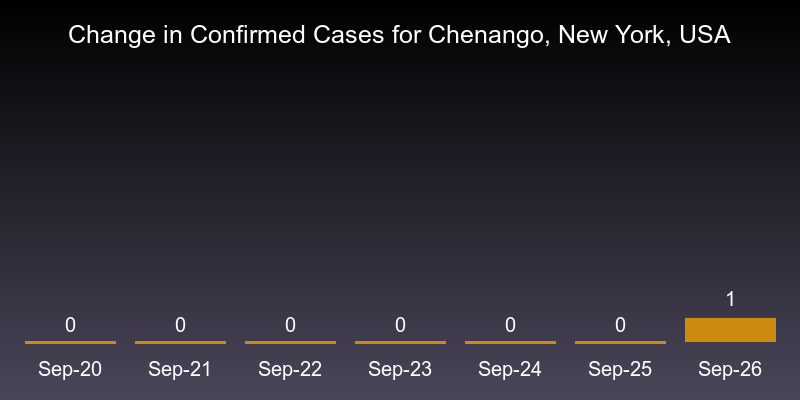 Change in Confirmed Cases for Chenango, New York, USA
1
0 0 0 0 0 0
Sep-20 Sep-21 Sep-22 Sep-23 Sep-24 Sep-25 Sep-26